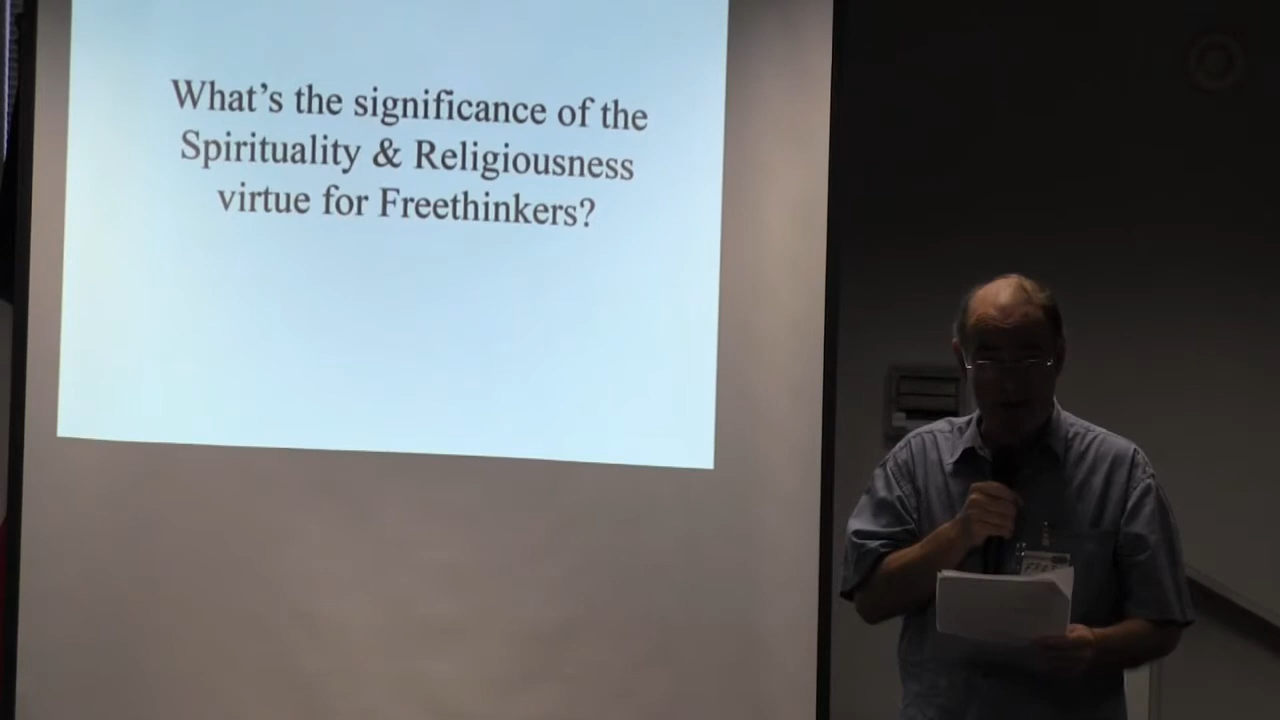 What's the significance of the
Spirituality & Religiousness
virtue for Freethinkers?